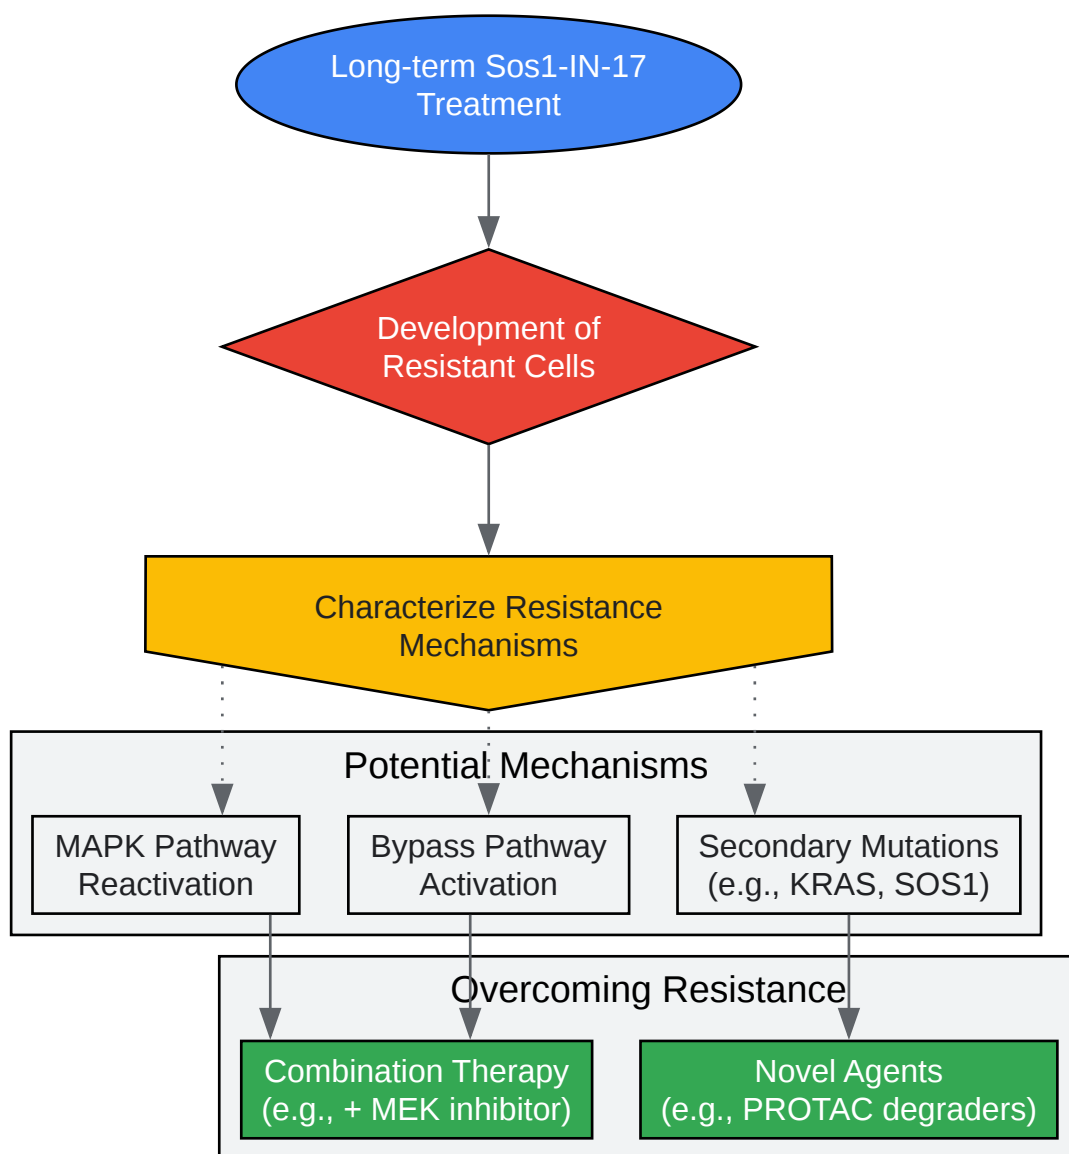 Long-term Sos1-IN-17
Treatment
Development of
Resistant Cells
Characterize Resistance
Mechanisms
Potential Mechanisms
MAPK Pathway
Reactivation
Bypass Pathway
Activation
Secondary Mutations
(e.g., KRAS, SOS1)
Overcoming Resistance
Combination Therapy
(e.g., + MEK inhibitor)
Novel Agents
(e.g., PROTAC degraders)